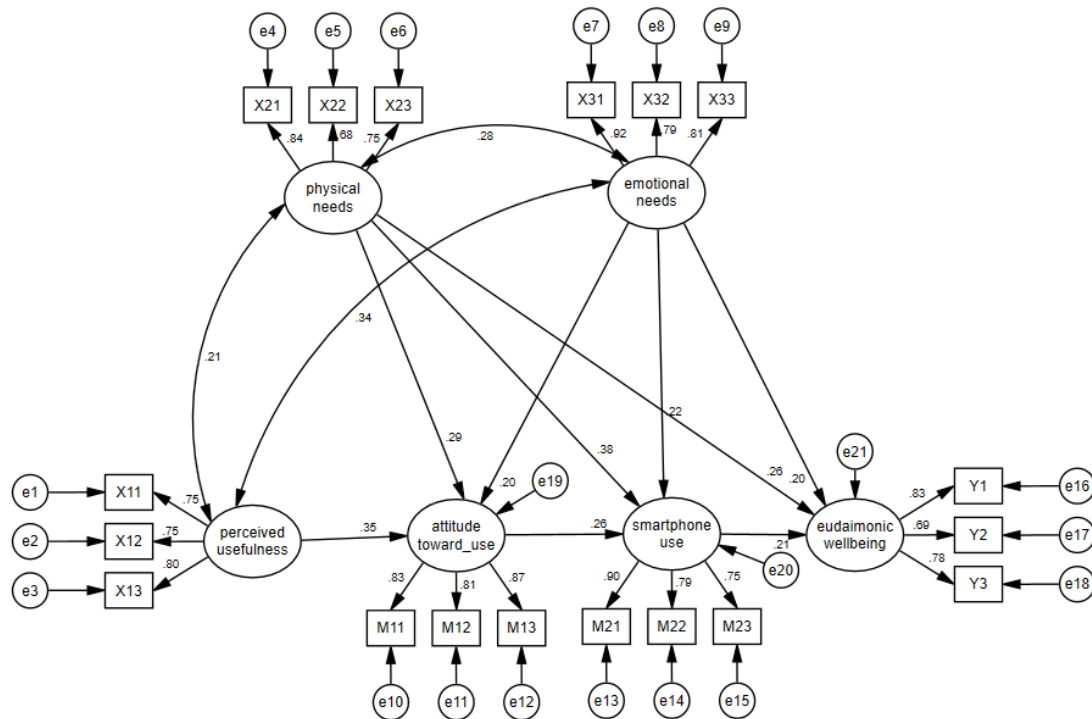 e4 e5 e6 e7 e8 e9
X21 X22 X23 X31 X32 X33
.84 .68 .75 .28 .92 .79 .81
physical
needs
emotional
needs
.34
.21
.22
.29 .38
.26 .20
.20 e19 e21
e1 X11 .75
e2 X12 .75
e3 X13 .80
perceived
usefulness
.35
attitude
toward_use
.26
smartphone
use
.21
e20
eudaimonic
wellbeing
.83 Y1 e16
.69 Y2 e17
.78 Y3 e18
.83 .81 .87 .90 .79 .75
M11 M12 M13 M21 M22 M23
e10 e11 e12 e13 e14 e15